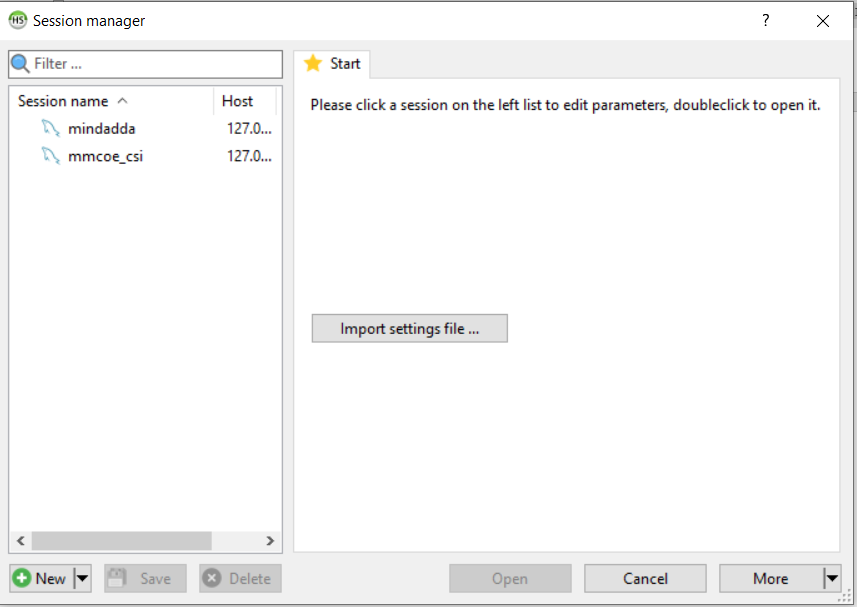 HS Session manager ?
Filter ...
Start
Session name Host
Please click a session on the left list to edit parameters, doubleclick to open it.
mindadda 127.0...
mmcoe_csi 127.0...
Import settings file ...
New Save Delete Open Cancel More